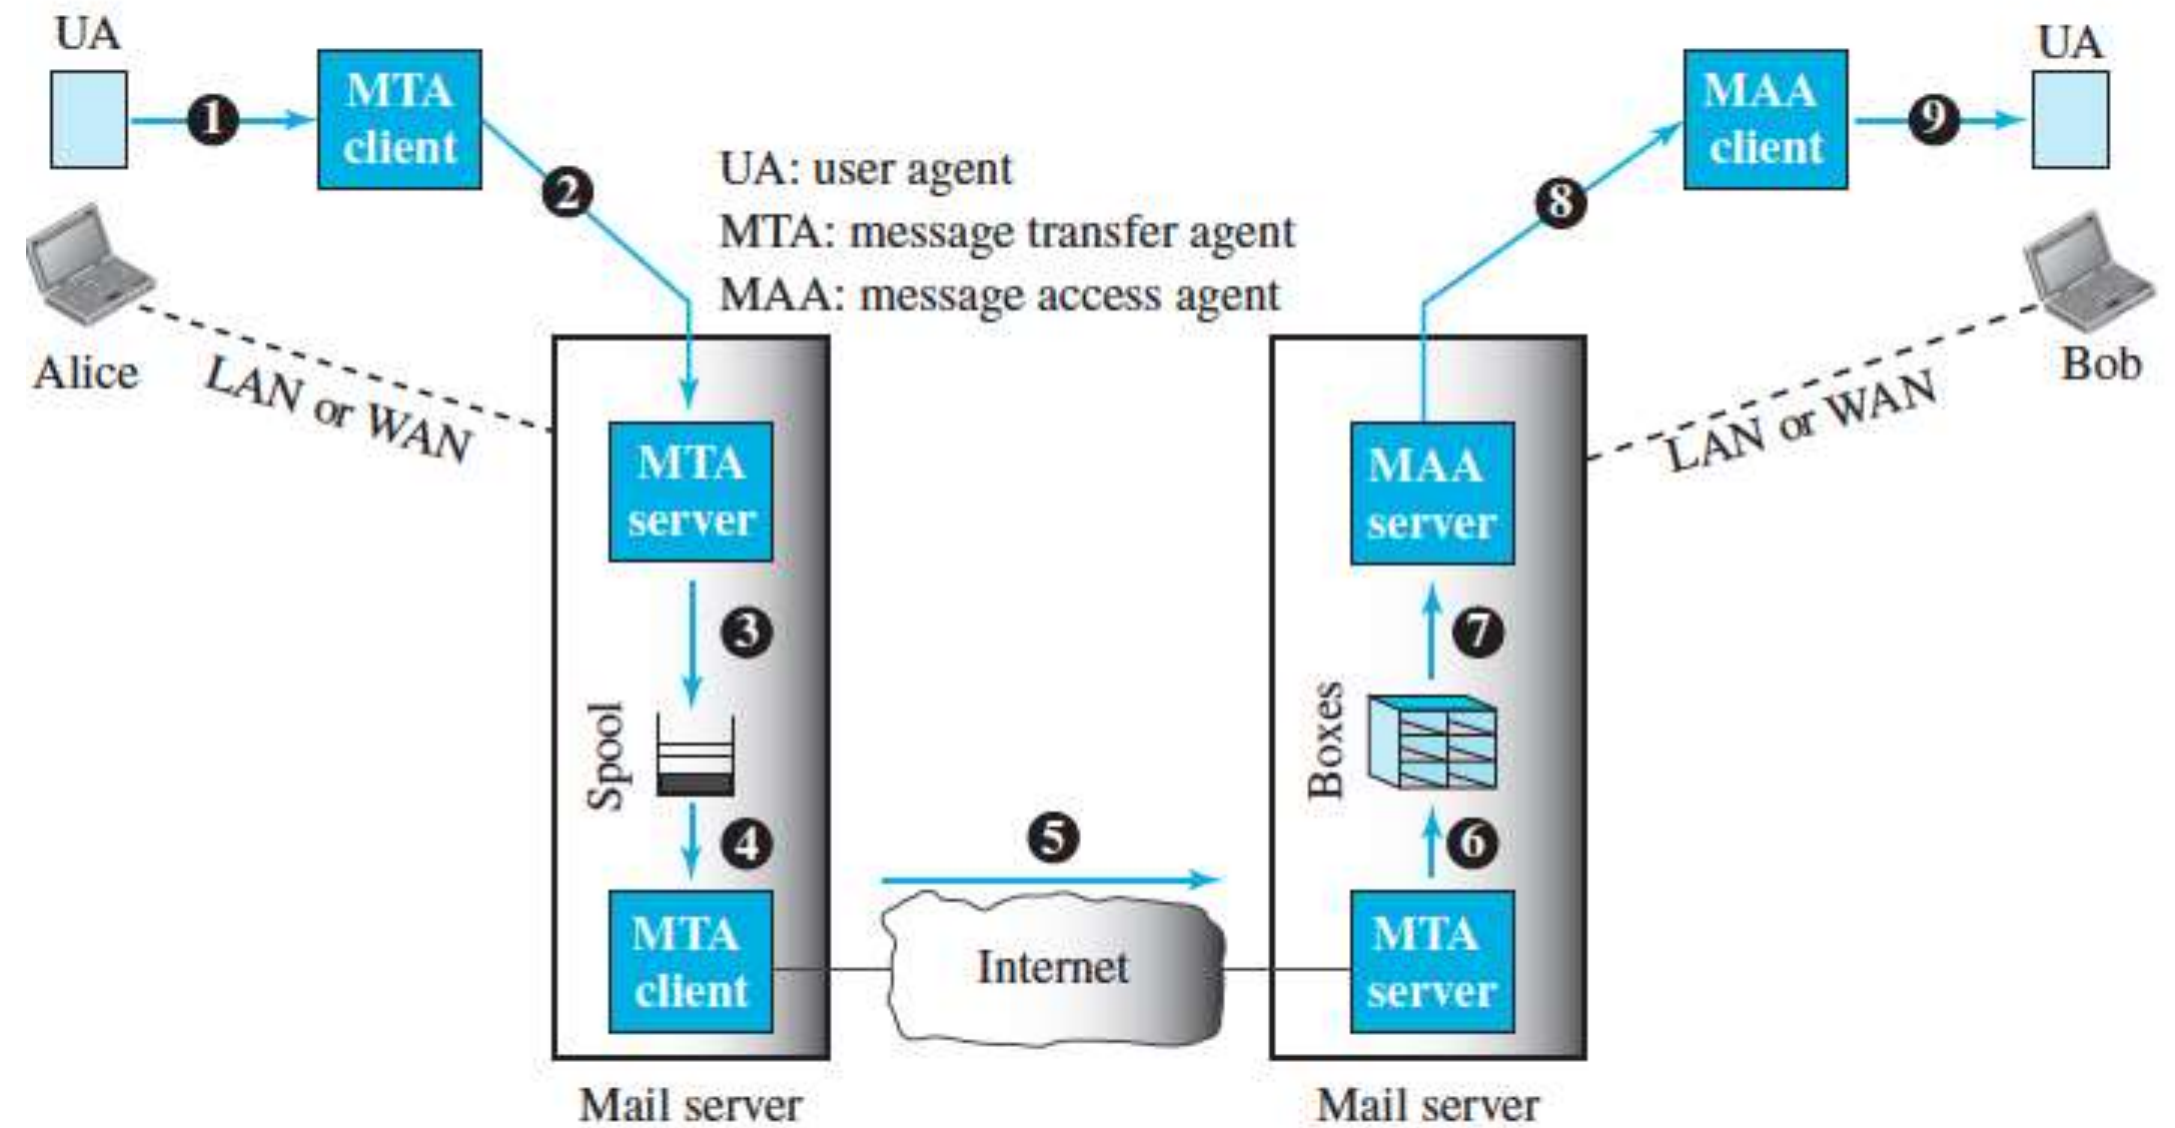 UA
UA
MTA
client
MAA
client
1
9
2
8
UA: user agent
MTA: message transfer agent
MAA: message access agent
Alice
Bob
LAN or WAN
LAN or WAN
MTA
server
MAA
server
3
7
Spool
Boxes
4
5
6
MTA
client
Internet
MTA
server
Mail server
Mail server